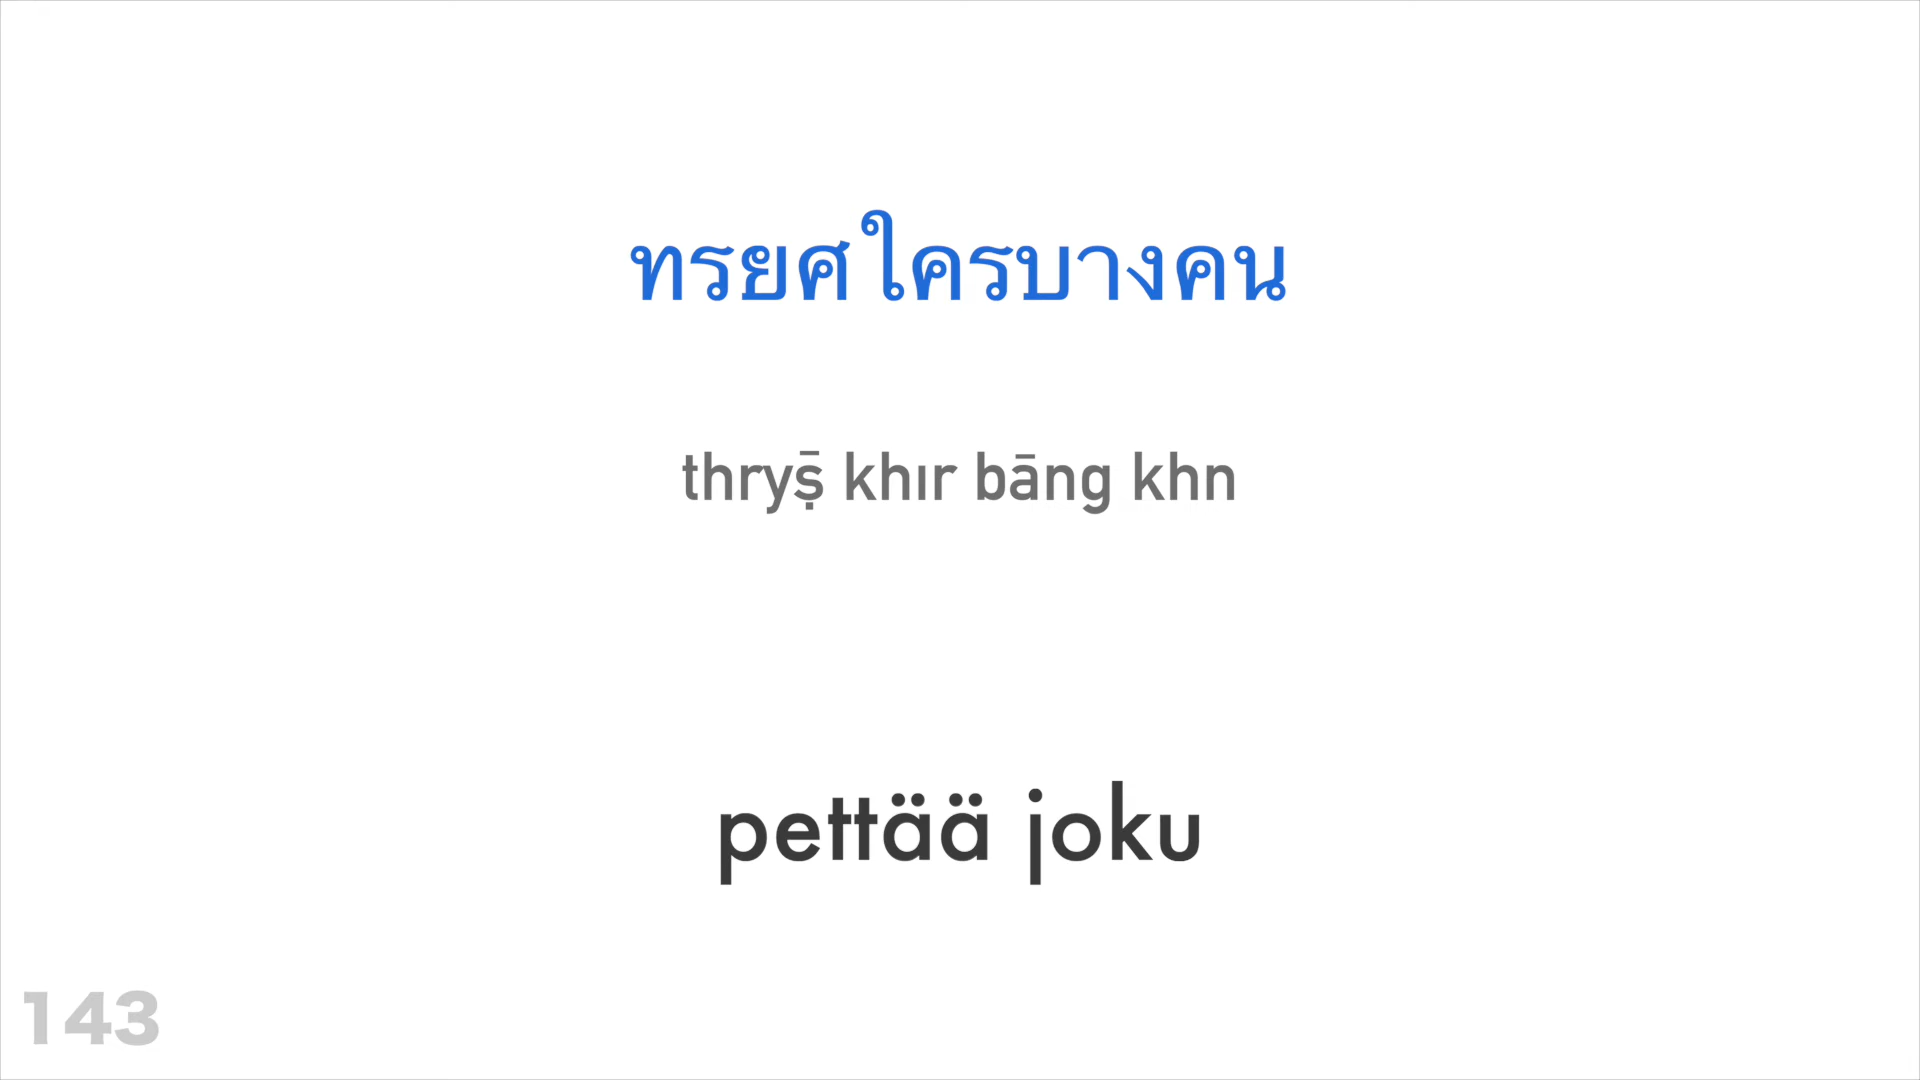 ทรยศใครบางคน
thryṣ̄ khır bāng khn
pettää joku
143